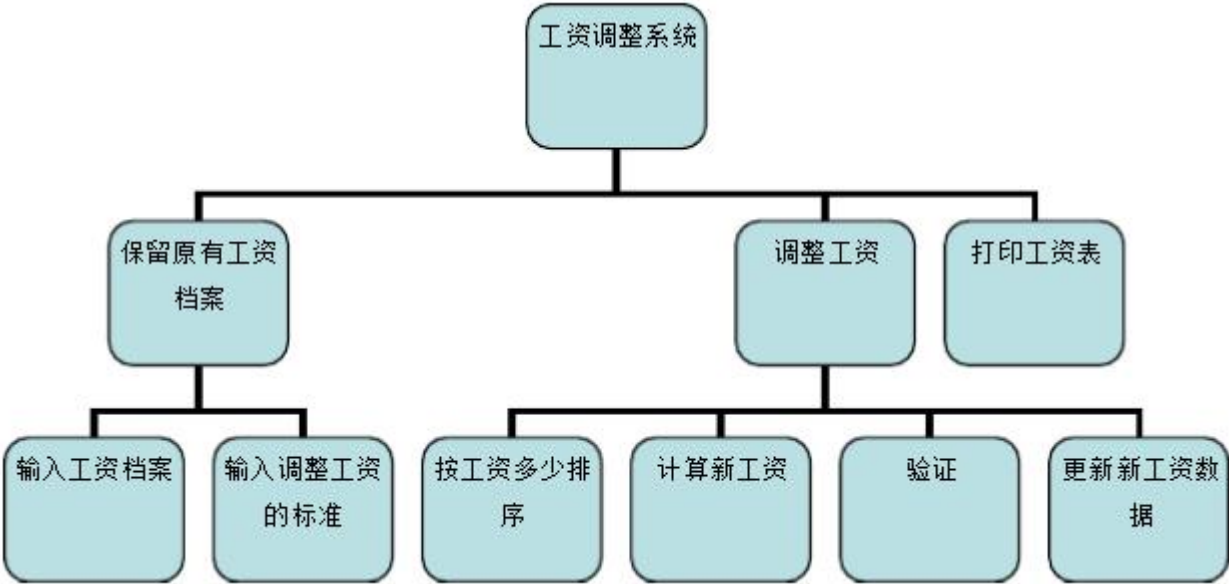 工资调整系统
保留原有工资
档案
调整工资
打印工资表
输入工资档案
输入调整工资
的标准
按工资多少排
序
计算新工资
验证
更新新工资数
据